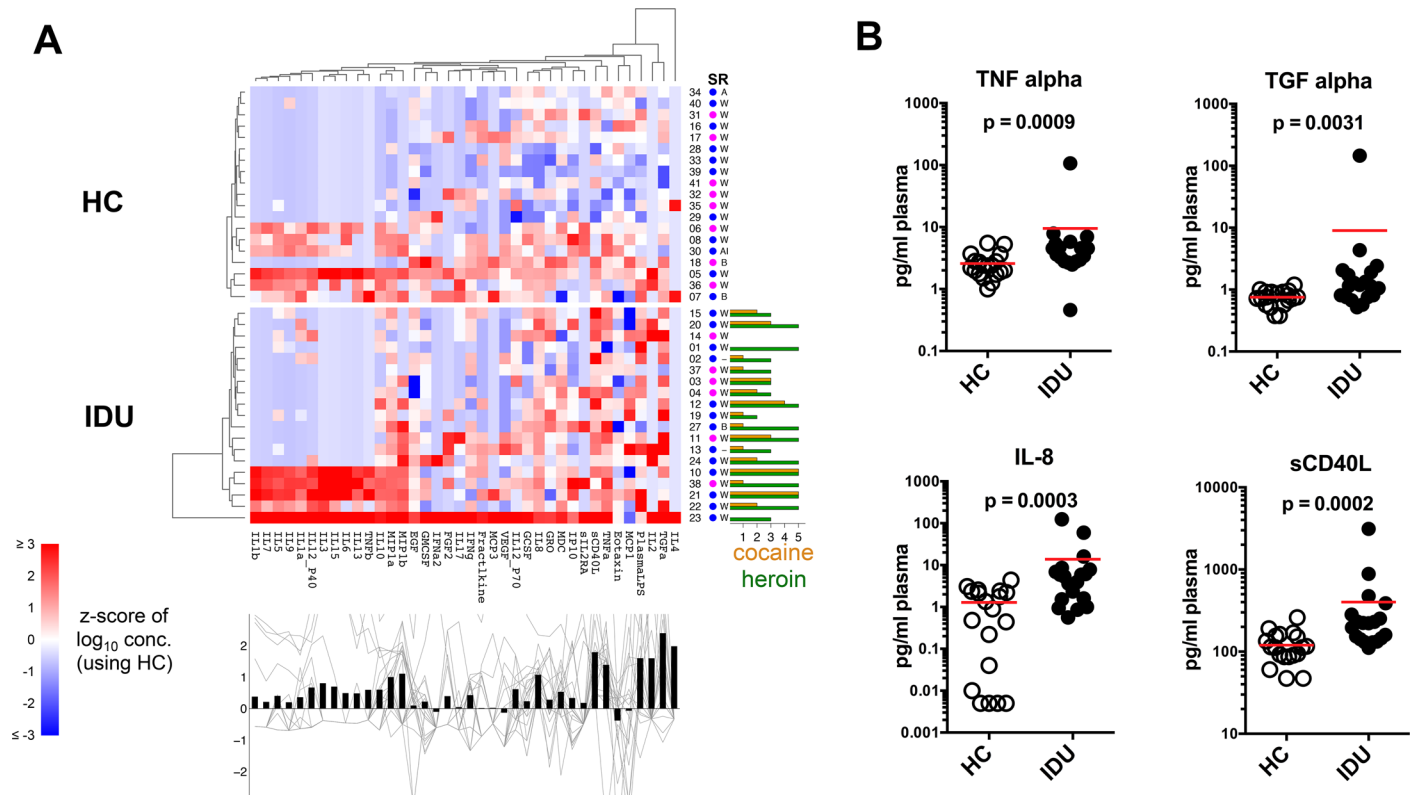 A
HC
IDU
SR
34 A
40 W
31 W
16 W
17 W
28 W
33 W
39 W
41 W
32 W
35 W
29 W
06 W
08 W
30 AI
18 B
05 W
36 W
07 B
15 W
20 W
14 W
01 W
02 –
37 W
03 W
04 W
12 W
19 W
27 B
11 W
13 –
24 W
10 W
38 W
21 W
22 W
23 W
1 2 3 4 5
cocaine
heroin
IL1b
IL7
IL5
IL9
IL1a
IL12_P40
IL3
IL15
IL6
IL13
TNFb
IL10
MIP1a
MIP1b
EGF
GMCSF
IFNa2
FGF2
IL17
IFNg
Fractlkine
MCP3
VEGF
IL12_P70
GCSF
IL8
GRO
MDC
IP10
sIL2RA
sCD40L
TNFa
Eotaxin
MCP1
PlasmaLPS
IL2
TGFa
IL4
≥ 3
2
1
0
-1
-2
≤ -3
z-score of
log10 conc.
(using HC)
2
1
0
−1
−2
B
TNF alpha
p = 0.0009
pg/ml plasma
1000
100
10
1
0.1
HC
IDU
TGF alpha
p = 0.0031
pg/ml plasma
1000
100
10
1
0.1
HC
IDU
IL-8
p = 0.0003
pg/ml plasma
1000
100
10
1
0.1
0.01
0.001
HC
IDU
sCD40L
p = 0.0002
pg/ml plasma
10000
1000
100
10
HC
IDU